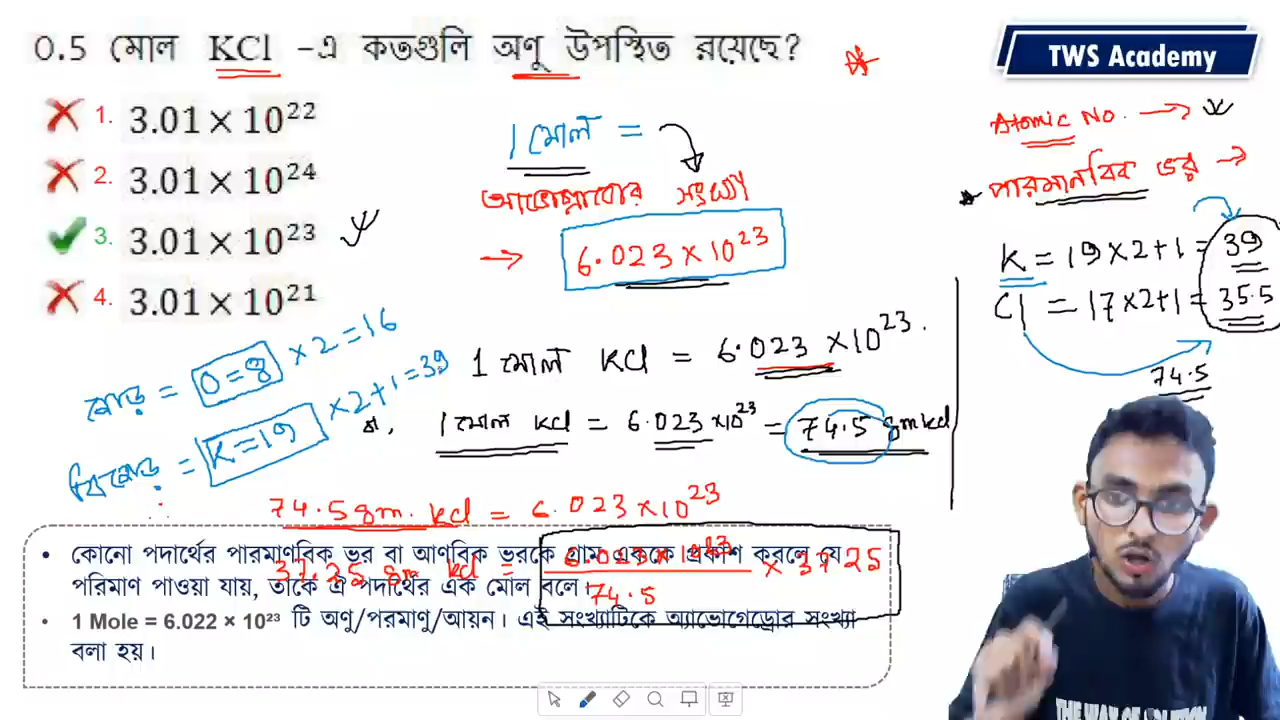 0.5 মোল KCl -এ কতগুলি অণু উপস্থিত রয়েছে?
TWS Academy
1. 3.01 × 10²²
2. 3.01 × 10²⁴
3. 3.01 × 10²³
4. 3.01 × 10²¹
1 মোল =
সংখ্যা
→ 6.023 × 10²³
Atomic No. →
পারমানবিক ভর →
K = 19 × 2 + 1 = 39
Cl = 17 × 2 + 1 = 35.5
74.5
জোড় = 0 = 8 × 2 = 16
বিজোড় = K = 19 × 2 + 1 = 39
1 মোল KCl = 6.023 × 10²³.
বা, 1 মোল kcl = 6.023 × 10²³ = 74.5 gm kcl
∴ 74.5 gm. kcl = 6.023 × 10²³
37.25 gm kcl = 6.023 × 10²³ / 74.5 × 37.25
• কোনো পদার্থের পারমাণবিক ভর বা আণবিক ভরকে গ্রাম এককে প্রকাশ করলে যে
পরিমাণ পাওয়া যায়, তাকে ঐ পদার্থের এক মোল বলে।
• 1 Mole = 6.022 × 10²³ টি অণু/পরমাণু/আয়ন। এই সংখ্যাটিকে অ্যাভোগেড্রোর সংখ্যা
বলা হয়।